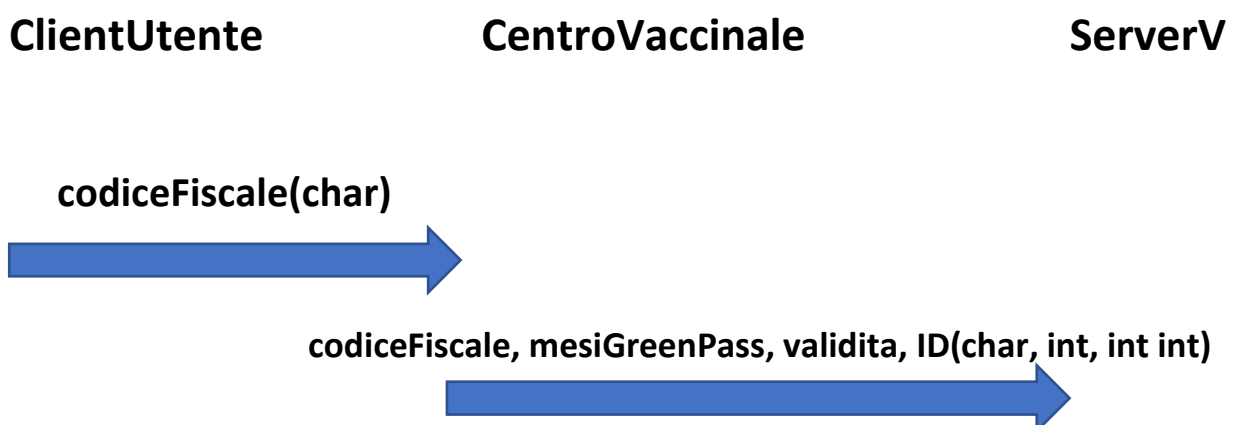 ClientUtente CentroVaccinale ServerV
codiceFiscale(char)
codiceFiscale, mesiGreenPass, validita, ID(char, int, int int)